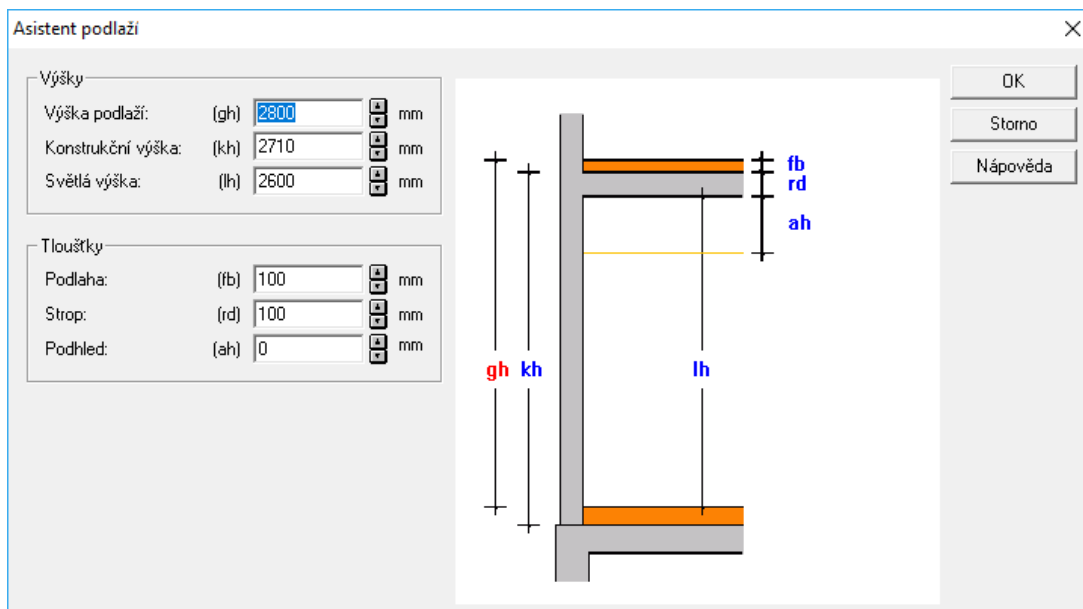 Asistent podlaží
Výšky
Výška podlaží: (gh) 2800 mm
Konstrukční výška: (kh) 2710 mm
Světlá výška: (lh) 2600 mm
Tloušťky
Podlaha: (fb) 100 mm
Strop: (rd) 100 mm
Podhled: (ah) 0 mm
fb
rd
ah
gh kh lh
OK
Storno
Nápověda